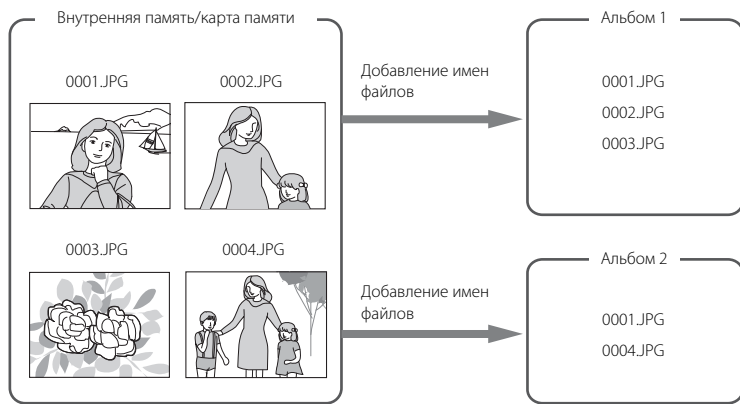 Внутренняя память/карта памяти
0001.JPG
0002.JPG
0003.JPG
0004.JPG
Добавление имен
файлов
Альбом 1
0001.JPG
0002.JPG
0003.JPG
Добавление имен
файлов
Альбом 2
0001.JPG
0004.JPG